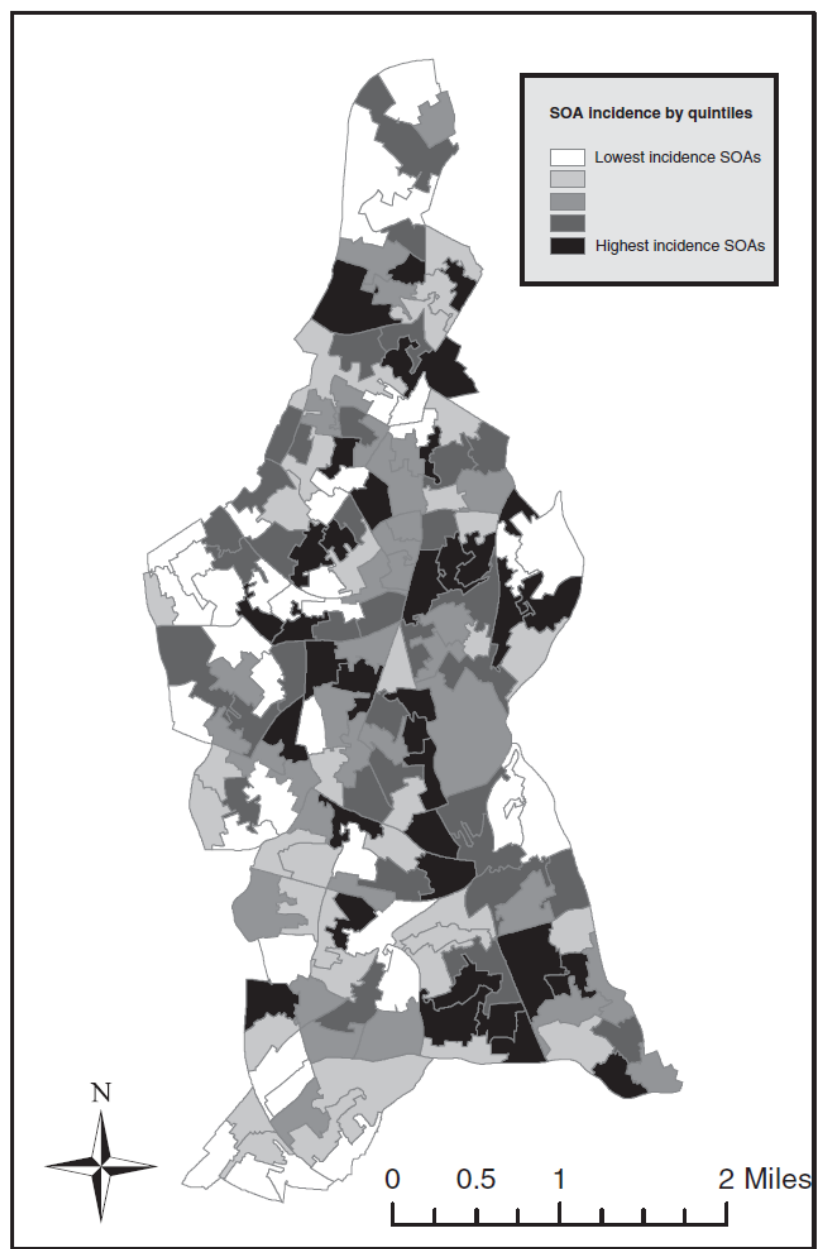 SOA incidence by quintiles
Lowest incidence SOAs
Highest incidence SOAs
N
0 0.5 1 2 Miles